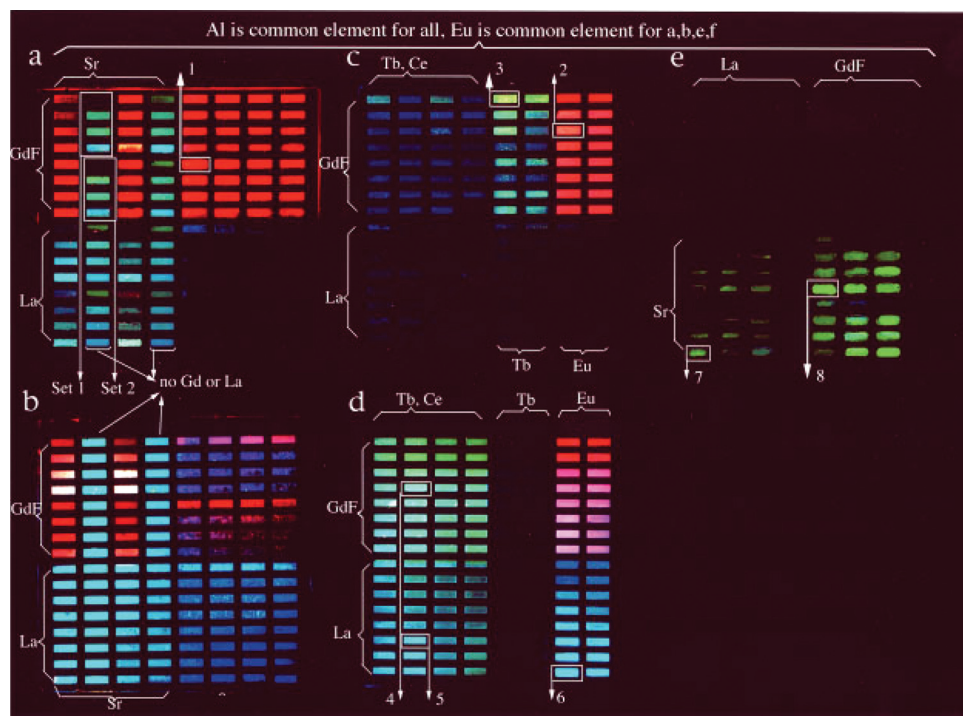 Al is common element for all, Eu is common element for a,b,e,f
a
Sr
1
GdF
La
Set 1
Set 2
no Gd or La
c
Tb, Ce
3
2
GdF
La
Tb
Eu
e
La
GdF
Sr
7
8
b
GdF
La
Sr
d
Tb, Ce
Tb
Eu
GdF
La
4
5
6